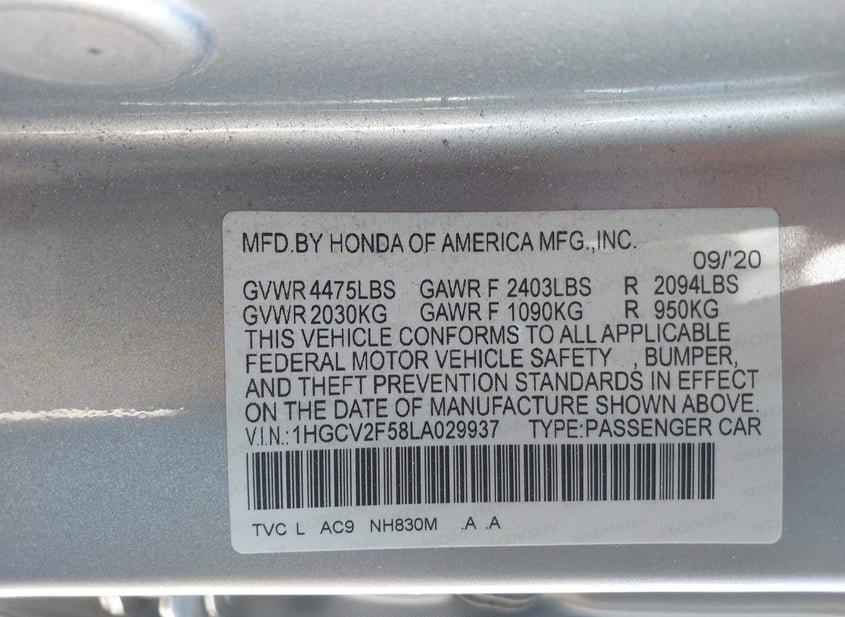 MFD.BY HONDA OF AMERICA MFG.,INC.
09/'20
GVWR 4475LBS GAWR F 2403LBS R 2094LBS
GVWR 2030KG GAWR F 1090KG R 950KG
THIS VEHICLE CONFORMS TO ALL APPLICABLE
FEDERAL MOTOR VEHICLE SAFETY , BUMPER,
AND THEFT PREVENTION STANDARDS IN EFFECT
ON THE DATE OF MANUFACTURE SHOWN ABOVE.
V.I.N.:1HGCV2F58LA029937 TYPE:PASSENGER CAR
TVC L AC9 NH830M .A .A